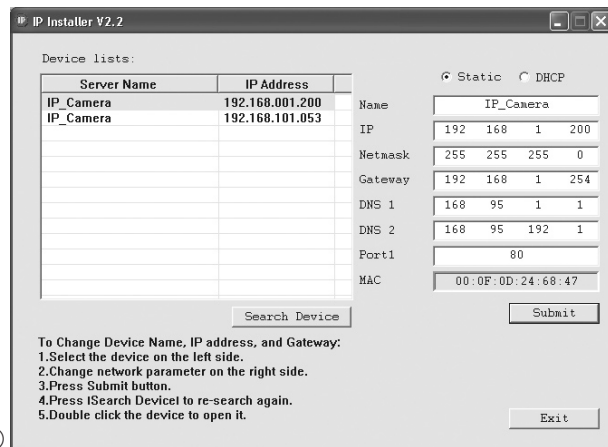 IP Installer V2.2
Device lists:
Server Name IP Address
IP_Camera 192.168.001.200
IP_Camera 192.168.101.053
Search Device
To Change Device Name, IP address, and Gateway:
1.Select the device on the left side.
2.Change network parameter on the right side.
3.Press Submit button.
4.Press |Search Device| to re-search again.
5.Double click the device to open it.
Static DHCP
Name IP_Camera
IP 192 168 1 200
Netmask 255 255 255 0
Gateway 192 168 1 254
DNS 1 168 95 1 1
DNS 2 168 95 192 1
Port1 80
MAC 00:0F:0D:24:68:47
Submit
Exit